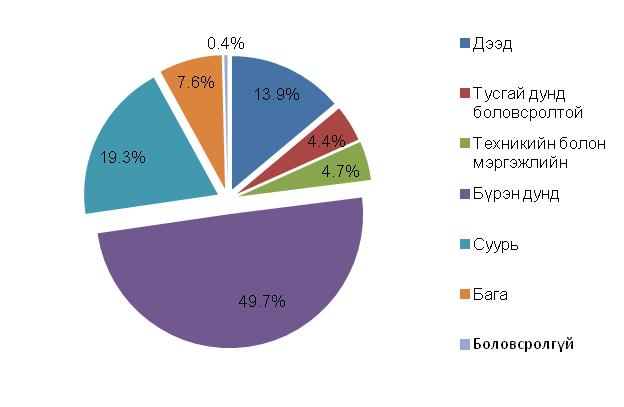 0.4%
7.6%
13.9%
4.4%
4.7%
19.3%
49.7%
Дээд
Тусгай дунд
боловсролтой
Техникийн болон
мэргэжлийн
Бүрэн дунд
Суурь
Бага
Боловсролгүй